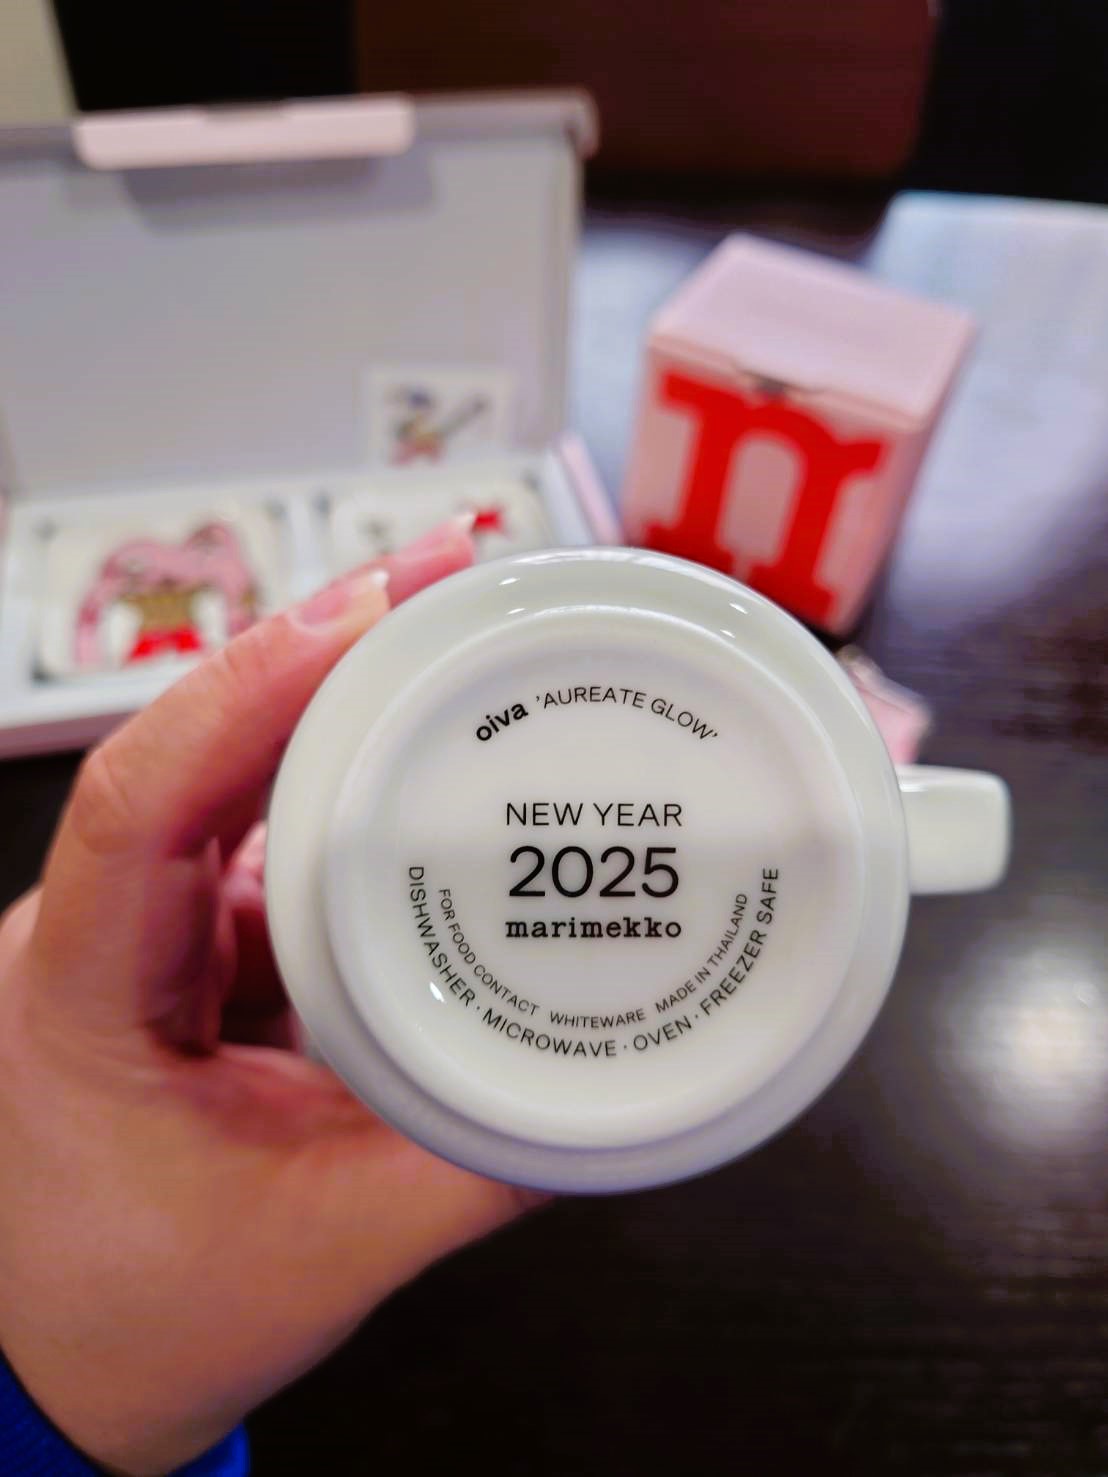 oiva 'AUREATE GLOW'
NEW YEAR
2025
marimekko
FOR FOOD CONTACT WHITEWARE MADE IN THAILAND
DISHWASHER · MICROWAVE · OVEN · FREEZER SAFE
n